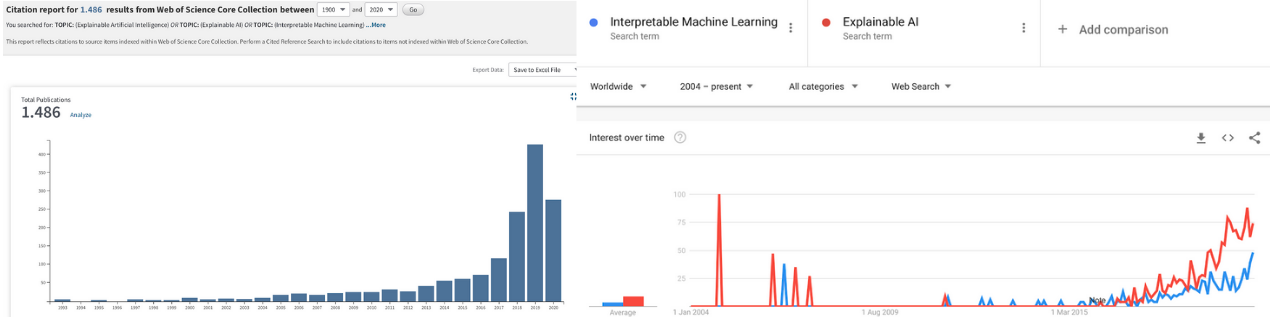 Citation report for 1.486 results from Web of Science Core Collection between 1900 and 2020 Go
You searched for: TOPIC: (Explainable Artificial Intelligence) OR TOPIC: (Explainable AI) OR TOPIC: (Interpretable Machine Learning) ...More
This report reflects citations to source items indexed within Web of Science Core Collection. Perform a Cited Reference Search to include citations to items not indexed within Web of Science Core Collection.
Export Data: Save to Excel File
Total Publications
1.486 Analyze
400
350
300
250
200
150
100
50
1993 1994 1995 1996 1997 1998 1999 2001 2002 2003 2004 2005 2006 2007 2008 2009 2010 2011 2012 2013 2014 2015 2016 2017 2018 2019 2020
Interpretable Machine Learning
Search term
Explainable AI
Search term
+ Add comparison
Worldwide
2004 – present
All categories
Web Search
Interest over time
100
75
50
25
Average
1 Jan 2004
1 Aug 2009
1 Mar 2015
Note